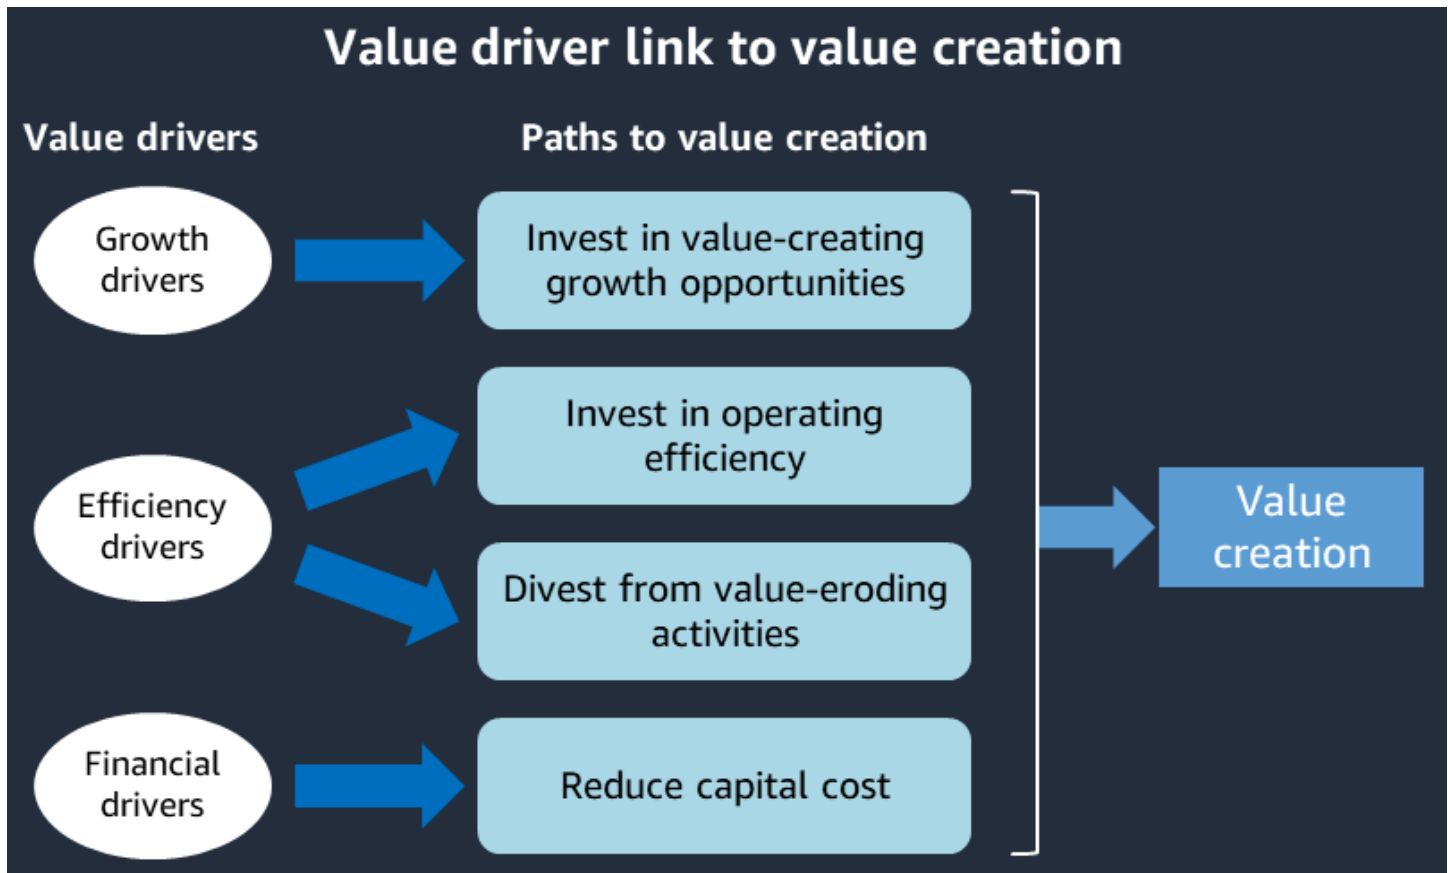 Value driver link to value creation
Value drivers
Paths to value creation
Growth
drivers
Invest in value-creating
growth opportunities
Efficiency
drivers
Invest in operating
efficiency
Divest from value-eroding
activities
Financial
drivers
Reduce capital cost
Value
creation